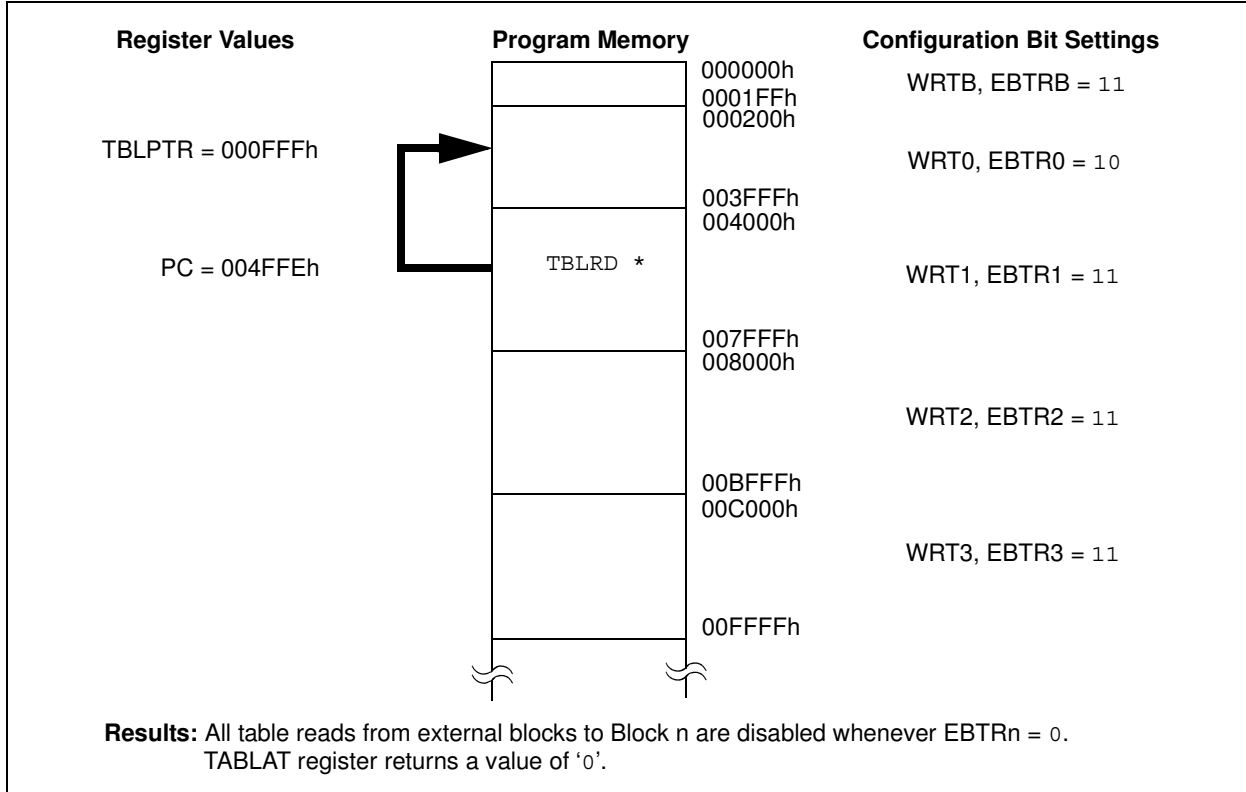 Register Values Program Memory Configuration Bit Settings
000000h
WRTB, EBTRB = 11
0001FFh
000200h
TBLPTR = 000FFFh
WRT0, EBTR0 = 10
003FFFh
004000h
PC = 004FFEh
TBLRD *
WRT1, EBTR1 = 11
007FFFh
008000h
WRT2, EBTR2 = 11
00BFFFh
00C000h
WRT3, EBTR3 = 11
00FFFFh
Results: All table reads from external blocks to Block n are disabled whenever EBTRn = 0.
TABLAT register returns a value of ‘0’.